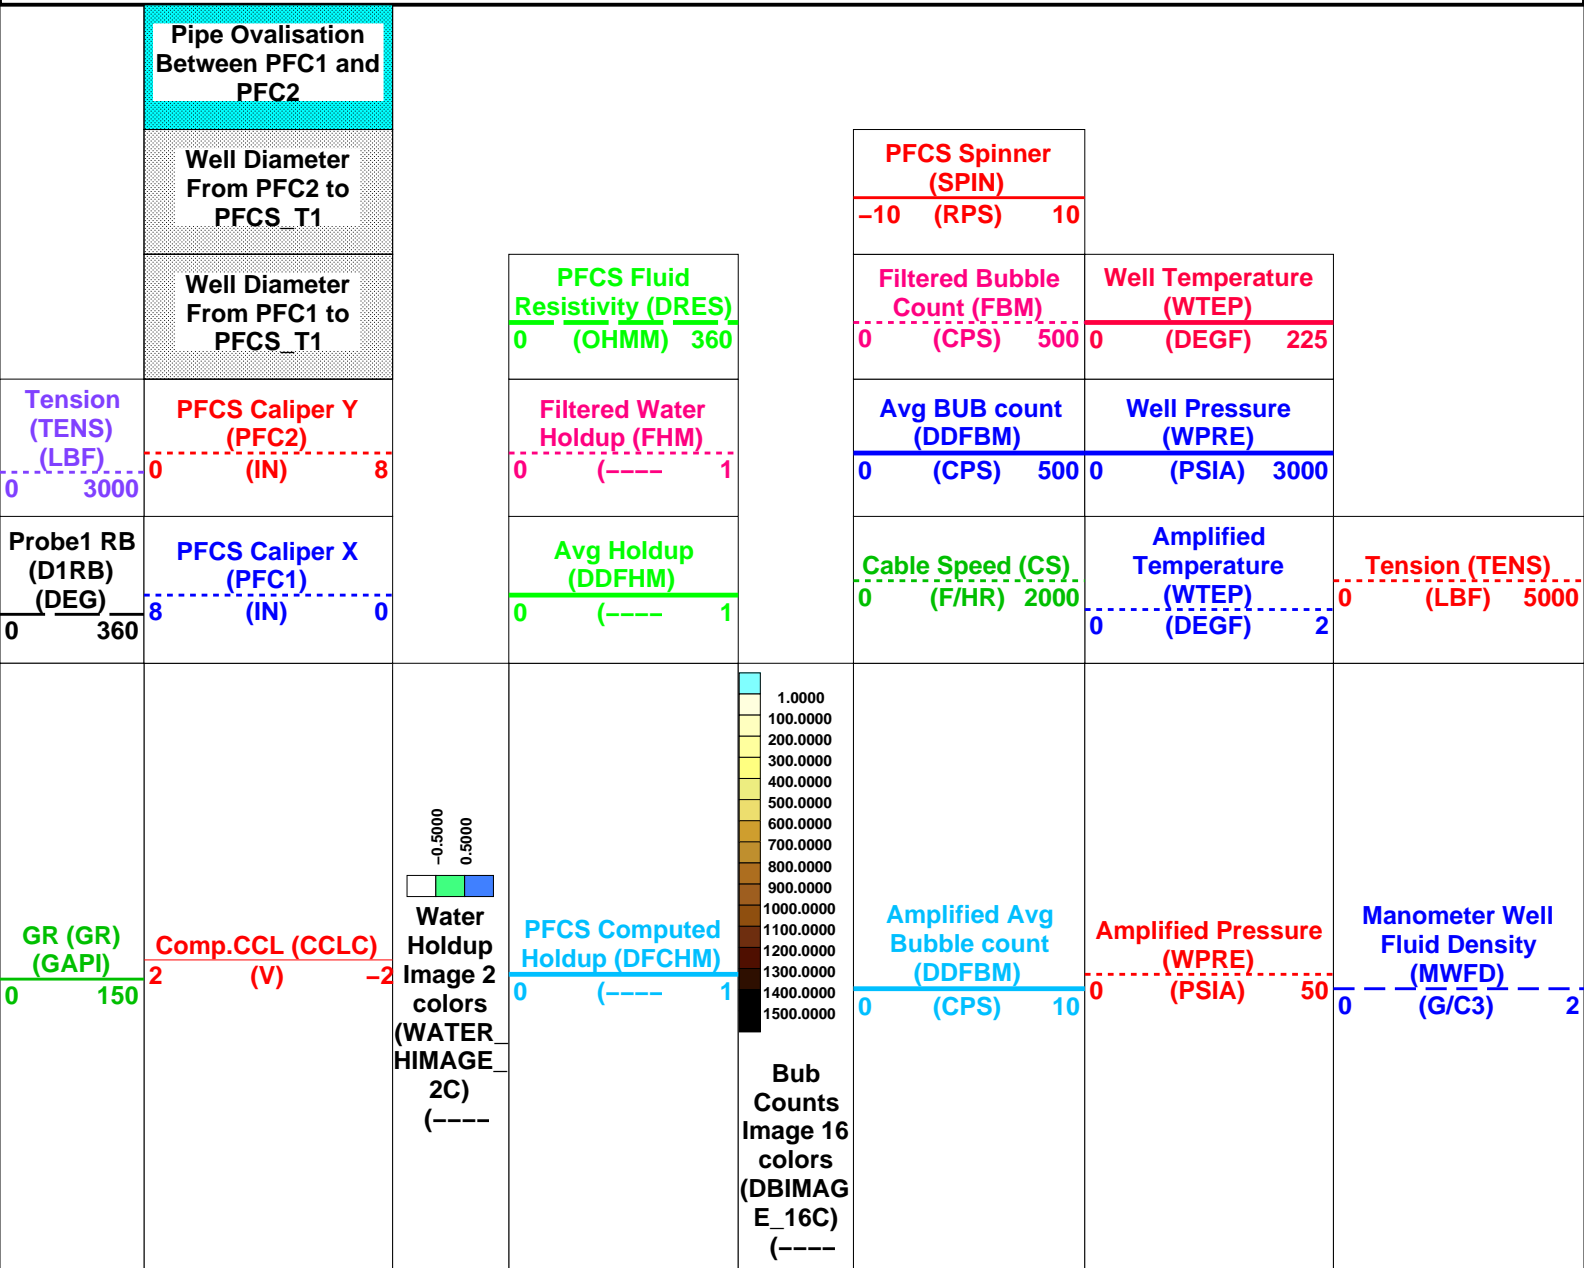 Pipe Ovalisation
Between PFC1 and
PFC2
Well Diameter
From PFC2 to
PFCS_T1
PFCS Spinner
(SPIN)
−10 (RPS) 10
Well Diameter
From PFC1 to
PFCS_T1
PFCS Fluid
Resistivity (DRES)
0 (OHMM) 360
Filtered Bubble
Count (FBM)
0 (CPS) 500
Well Temperature
(WTEP)
0 (DEGF) 225
Tension
(TENS)
(LBF)
0 3000
PFCS Caliper Y
(PFC2)
0 (IN) 8
Filtered Water
Holdup (FHM)
0 (−−−− 1
Avg BUB count
(DDFBM)
0 (CPS) 500
Well Pressure
(WPRE)
0 (PSIA) 3000
Probe1 RB
(D1RB)
(DEG)
0 360
PFCS Caliper X
(PFC1)
8 (IN) 0
Avg Holdup
(DDFHM)
0 (−−−− 1
Cable Speed (CS)
0 (F/HR) 2000
Amplified
Temperature
(WTEP)
0 (DEGF) 2
Tension (TENS)
0 (LBF) 5000
GR (GR)
(GAPI)
0 150
Comp.CCL (CCLC)
2 (V) −2
−0.5000
0.5000
Water
Holdup
Image 2
colors
(WATER_
HIMAGE_
2C)
(−−−−
PFCS Computed
Holdup (DFCHM)
0 (−−−− 1
1.0000
100.0000
200.0000
300.0000
400.0000
500.0000
600.0000
700.0000
800.0000
900.0000
1000.0000
1100.0000
1200.0000
1300.0000
1400.0000
1500.0000
Bub
Counts
Image 16
colors
(DBIMAG
E_16C)
(−−−−
Amplified Avg
Bubble count
(DDFBM)
0 (CPS) 10
Amplified Pressure
(WPRE)
0 (PSIA) 50
Manometer Well
Fluid Density
(MWFD)
0 (G/C3) 2